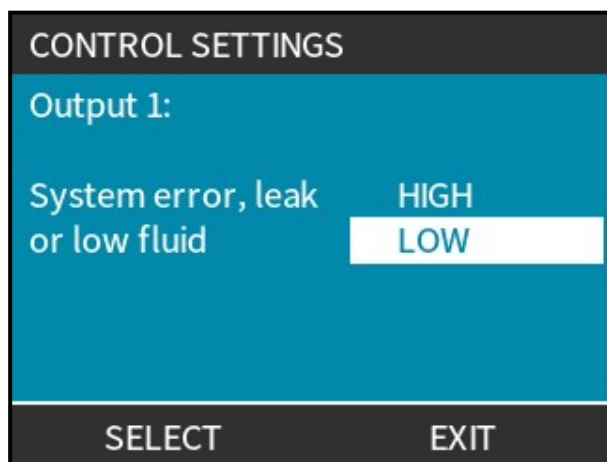 CONTROL SETTINGS
Output 1:
System error, leak HIGH
or low fluid LOW
SELECT EXIT